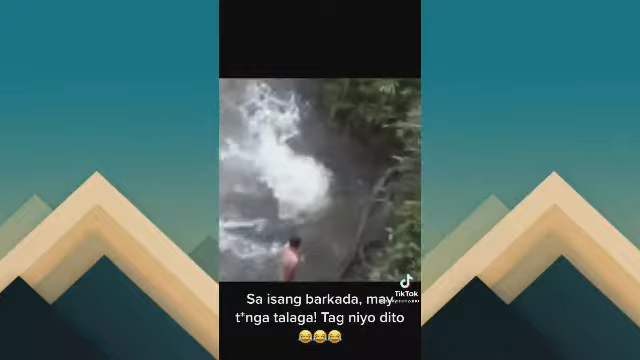 TikTok
Sa isang barkada, may
t*nga talaga! Tag niyo dito